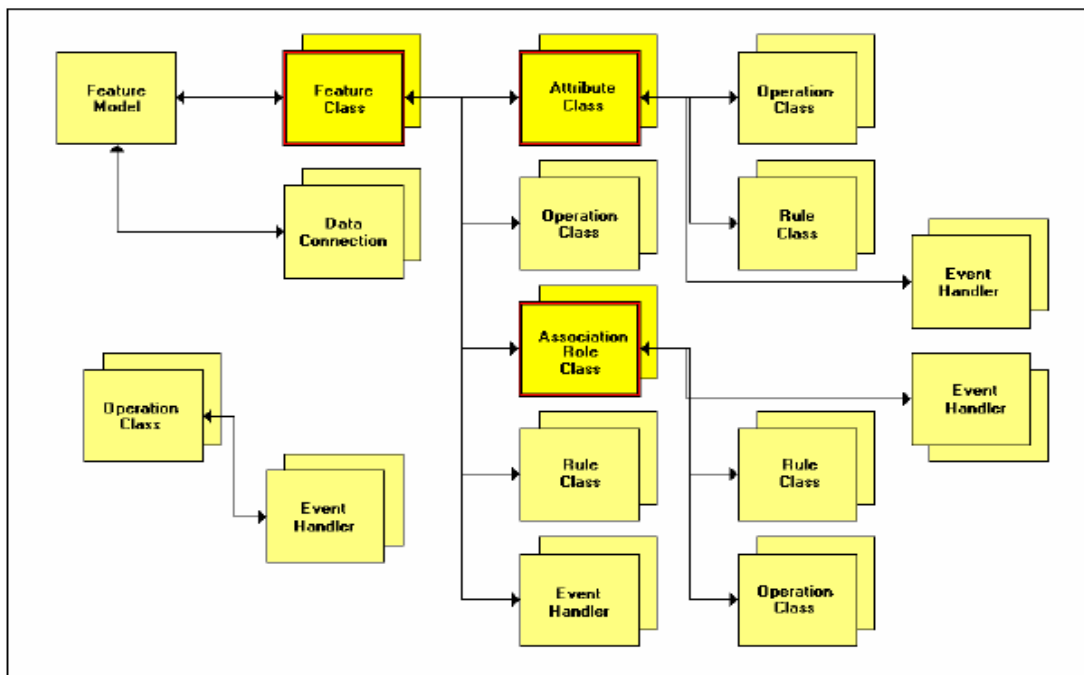 Feature
Model
Feature
Class
Attribute
Class
Operation
Class
Data
Connection
Operation
Class
Rule
Class
Event
Handler
Association
Role
Class
Event
Handler
Operation
Class
Rule
Class
Rule
Class
Event
Handler
Event
Handler
Operation
Class